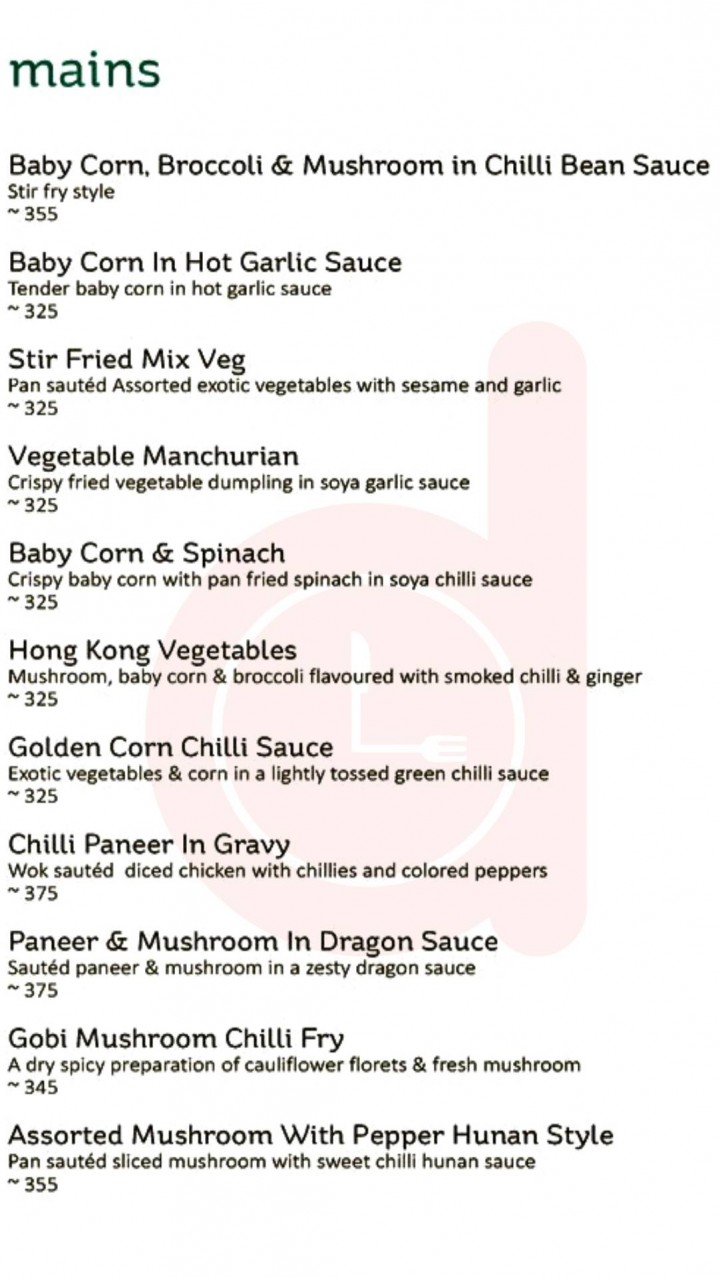 mains
Baby Corn, Broccoli & Mushroom in Chilli Bean Sauce
Stir fry style
~ 355
Baby Corn In Hot Garlic Sauce
Tender baby corn in hot garlic sauce
~ 325
Stir Fried Mix Veg
Pan sautéd Assorted exotic vegetables with sesame and garlic
~ 325
Vegetable Manchurian
Crispy fried vegetable dumpling in soya garlic sauce
~ 325
Baby Corn & Spinach
Crispy baby corn with pan fried spinach in soya chilli sauce
~ 325
Hong Kong Vegetables
Mushroom, baby corn & broccoli flavoured with smoked chilli & ginger
~ 325
Golden Corn Chilli Sauce
Exotic vegetables & corn in a lightly tossed green chilli sauce
~ 325
Chilli Paneer In Gravy
Wok sautéd  diced chicken with chillies and colored peppers
~ 375
Paneer & Mushroom In Dragon Sauce
Sautéd paneer & mushroom in a zesty dragon sauce
~ 375
Gobi Mushroom Chilli Fry
A dry spicy preparation of cauliflower florets & fresh mushroom
~ 345
Assorted Mushroom With Pepper Hunan Style
Pan sautéd sliced mushroom with sweet chilli hunan sauce
~ 355